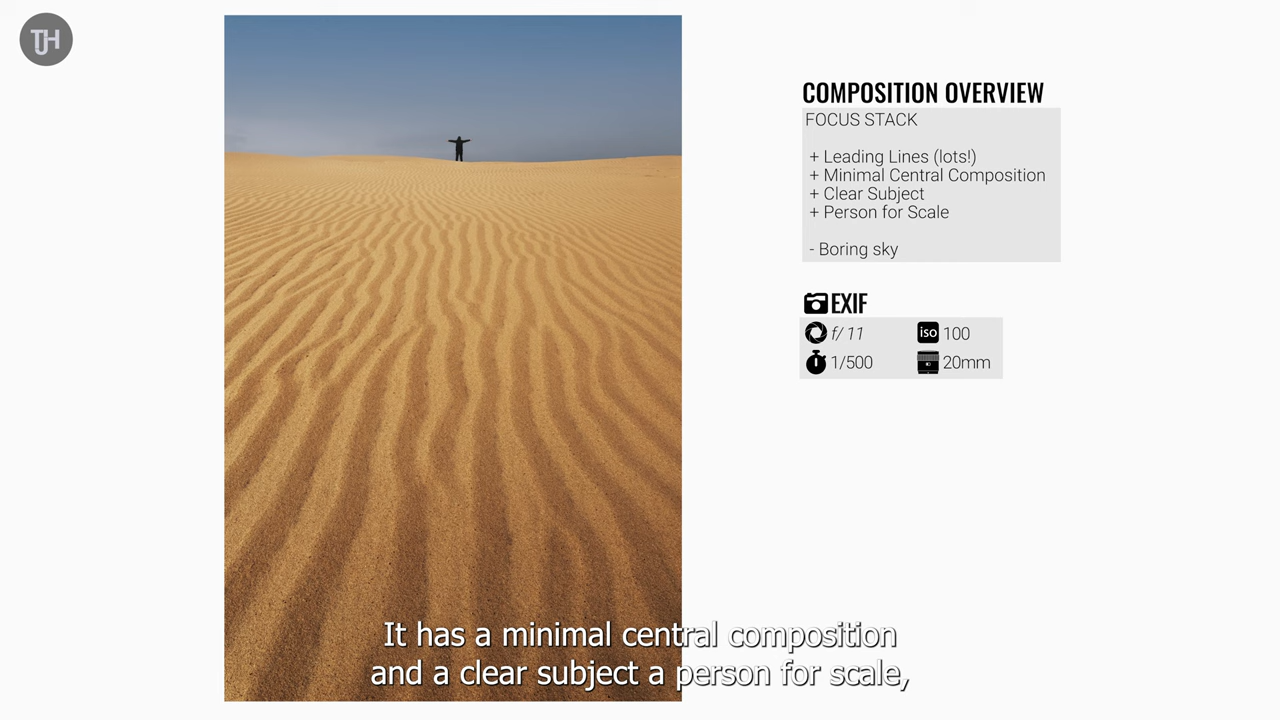 TJH
COMPOSITION OVERVIEW
FOCUS STACK
+ Leading Lines (lots!)
+ Minimal Central Composition
+ Clear Subject
+ Person for Scale
- Boring sky
EXIF
f/ 11
iso 100
1/500
20mm
It has a minimal central composition
and a clear subject a person for scale,